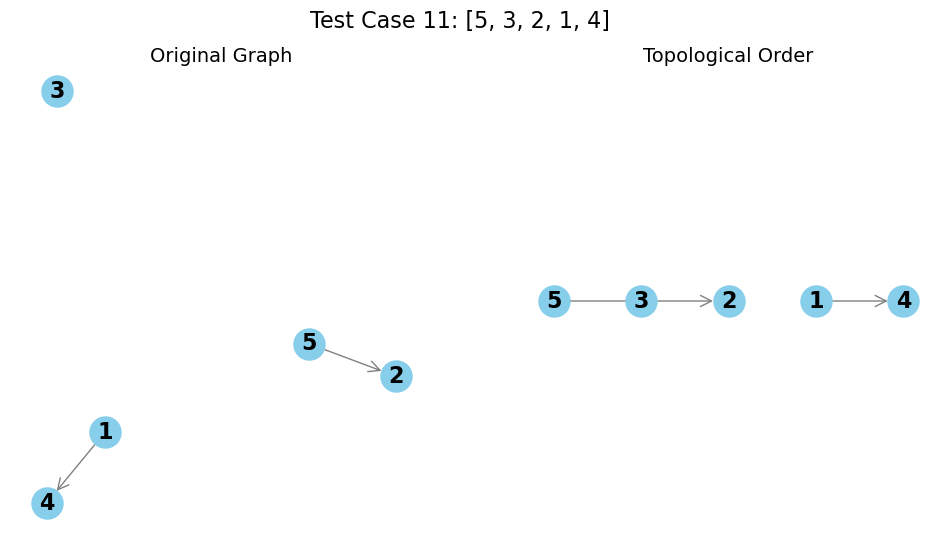 Test Case 11: [5, 3, 2, 1, 4]
Original Graph
3
5
2
1
4
Topological Order
5 3 2 1 4